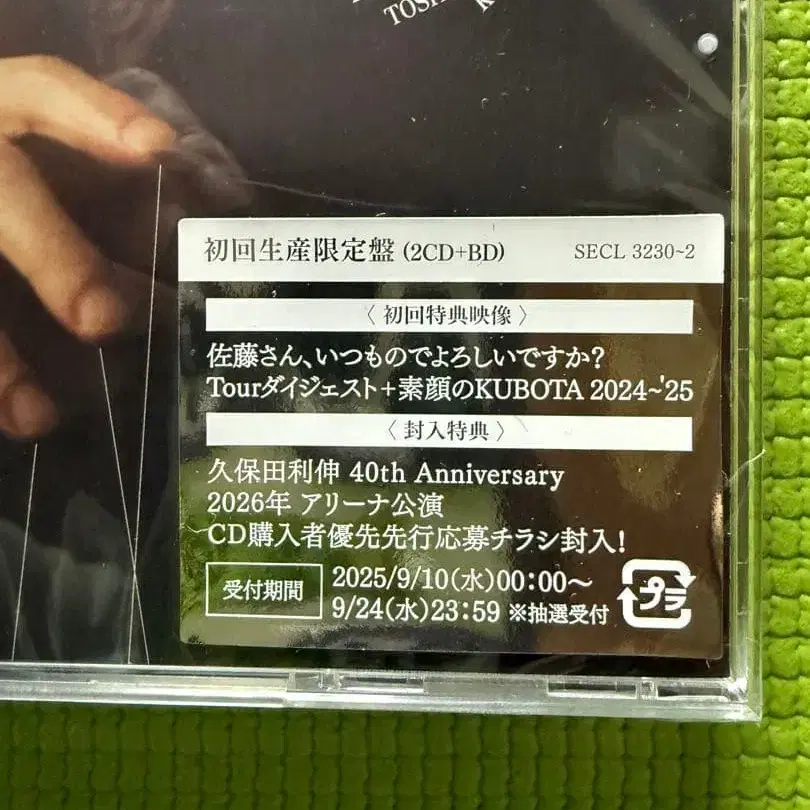 TOSH
K
初回生産限定盤 (2CD+BD) SECL 3230~2
〈 初回特典映像 〉
佐藤さん、いつものでよろしいですか?
Tourダイジェスト+素顔のKUBOTA 2024~'25
〈 封入特典 〉
久保田利伸 40th Anniversary
2026年 アリーナ公演
CD購入者優先先行応募チラシ封入!
受付期間 2025/9/10(水)00:00~
9/24(水)23:59 ※抽選受付
プラ